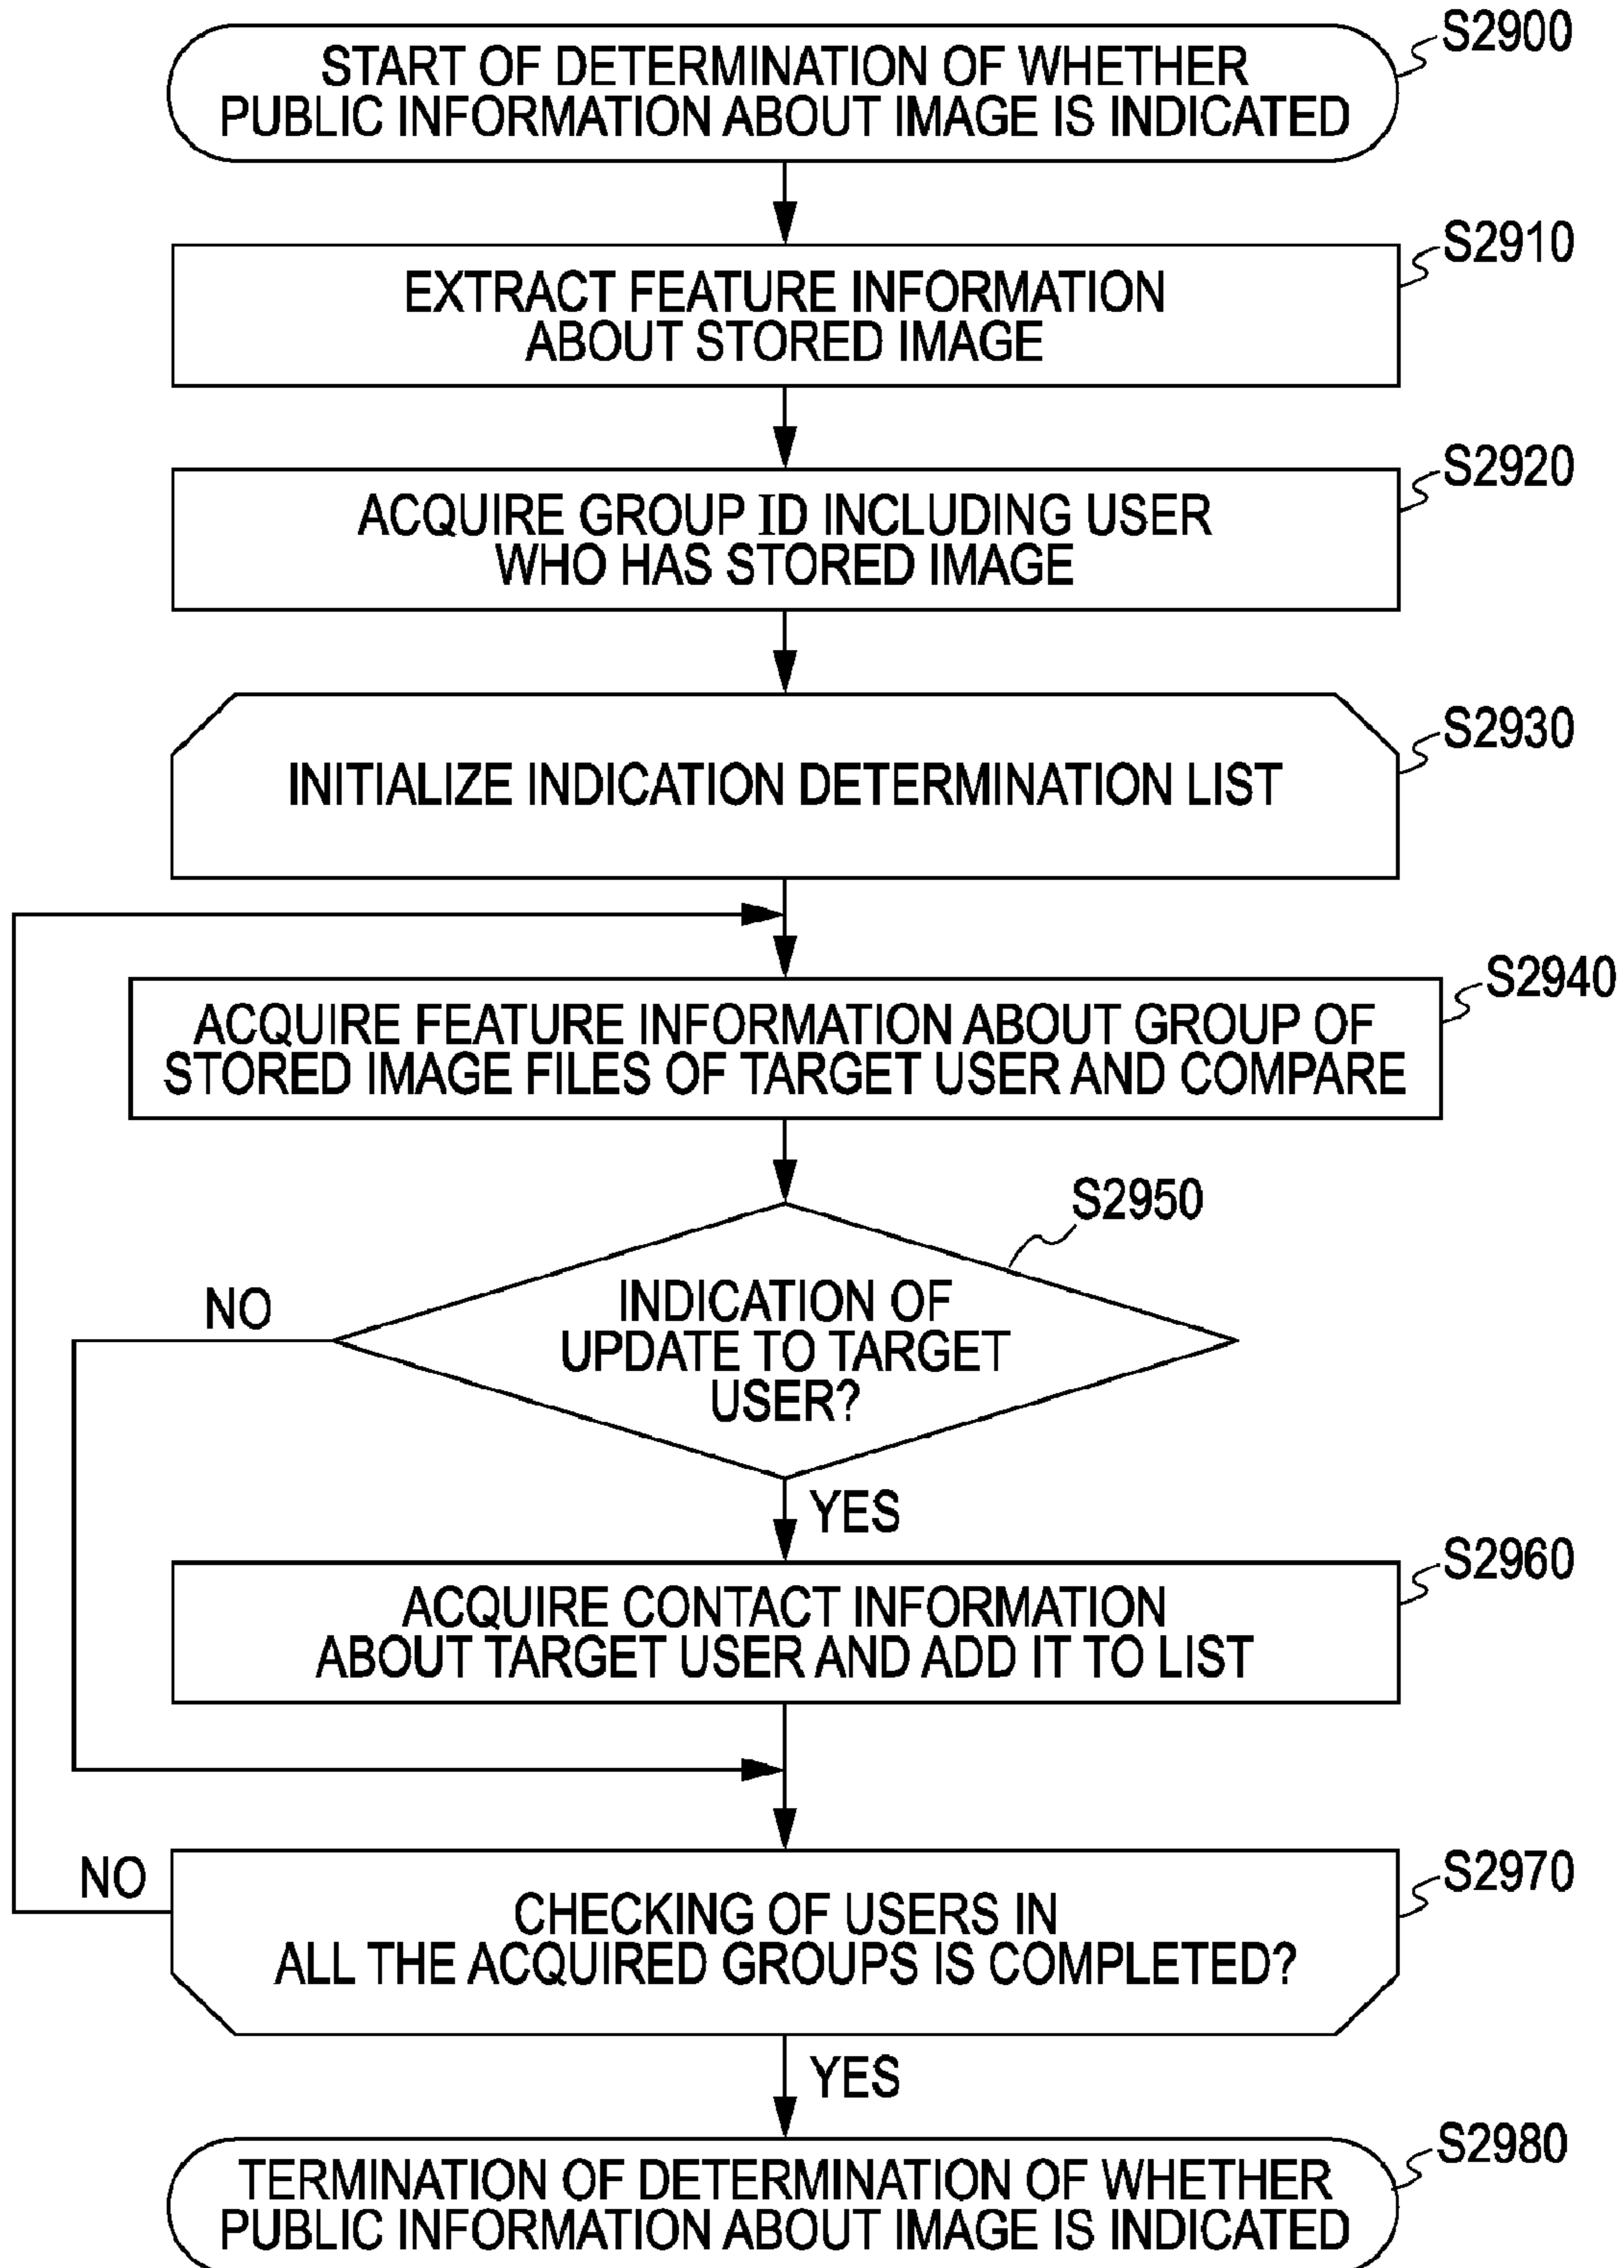 S2900
START OF DETERMINATION OF WHETHER
PUBLIC INFORMATION ABOUT IMAGE IS INDICATED
S2910
EXTRACT FEATURE INFORMATION
ABOUT STORED IMAGE
S2920
ACQUIRE GROUP ID INCLUDING USER
WHO HAS STORED IMAGE
S2930
INITIALIZE INDICATION DETERMINATION LIST
S2940
ACQUIRE FEATURE INFORMATION ABOUT GROUP OF
STORED IMAGE FILES OF TARGET USER AND COMPARE
S2950
NO
INDICATION OF
UPDATE TO TARGET
USER?
YES
S2960
ACQUIRE CONTACT INFORMATION
ABOUT TARGET USER AND ADD IT TO LIST
NO
S2970
CHECKING OF USERS IN
ALL THE ACQUIRED GROUPS IS COMPLETED?
YES
S2980
TERMINATION OF DETERMINATION OF WHETHER
PUBLIC INFORMATION ABOUT IMAGE IS INDICATED